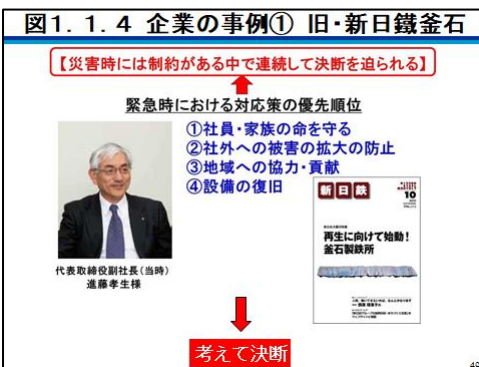 図1.1.4 企業の事例① 旧・新日鐵釜石
【災害時には制約がある中で連続して決断を迫られる】
緊急時における対応策の優先順位
①社員・家族の命を守る
②社外への被害の拡大の防止
③地域への協力・貢献
④設備の復旧
代表取締役副社長(当時)
進藤孝生様
新日鉄
10
再生に向けて始動!
釜石製鉄所
考えて決断
49